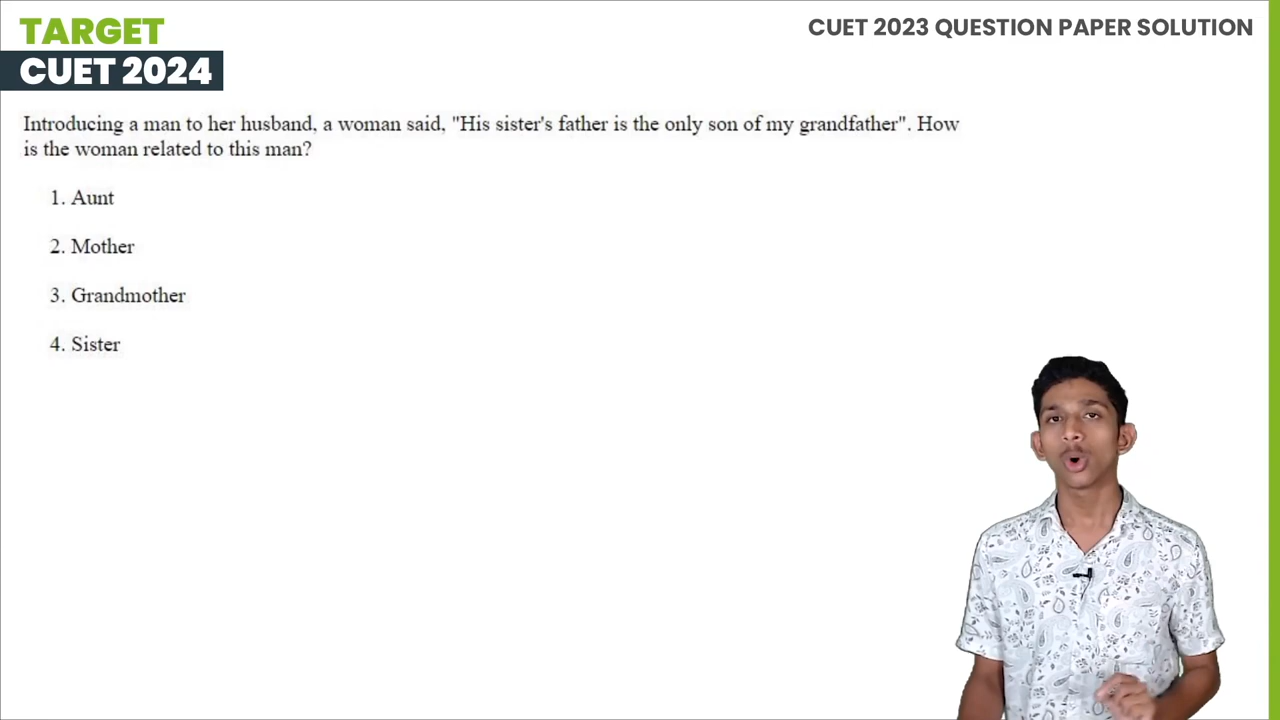 TARGET
CUET 2024
CUET 2023 QUESTION PAPER SOLUTION
Introducing a man to her husband, a woman said, "His sister's father is the only son of my grandfather". How
is the woman related to this man?
1. Aunt
2. Mother
3. Grandmother
4. Sister